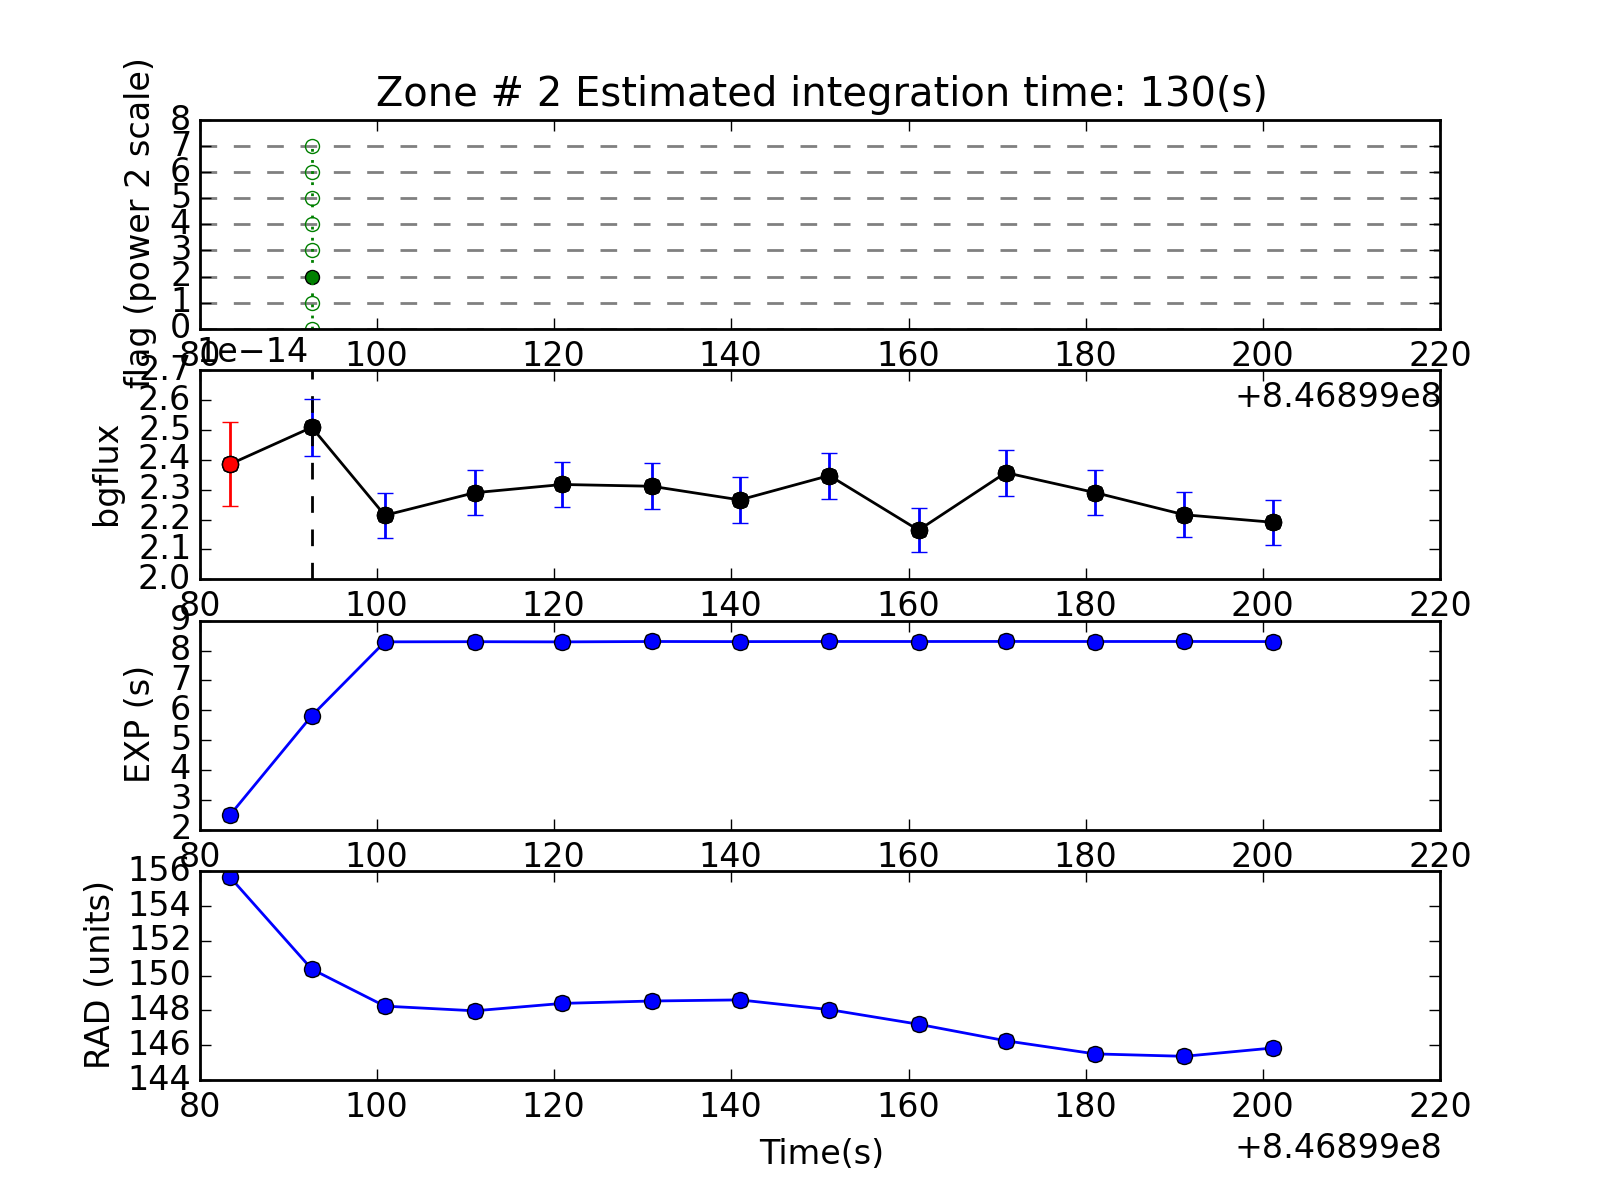 Zone # 2 Estimated integration time: 130(s)
flag (power 2 scale)
8
7
6
5
4
3
2
1
0
80 100 120 140 160 180 200 220
1e−14
+8.46899e8
bgflux
2.7
2.6
2.5
2.4
2.3
2.2
2.1
2.0
80 100 120 140 160 180 200 220
EXP (s)
9
8
7
6
5
4
3
2
80 100 120 140 160 180 200 220
RAD (units)
156
154
152
150
148
146
144
80 100 120 140 160 180 200 220
Time(s)
+8.46899e8